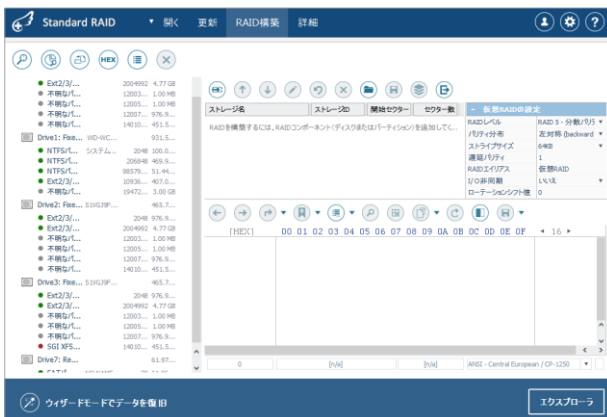 Standard RAID ▼ 開く 更新 RAID構築 詳細
HEX
Ext2/3/... 2004992 4.77 GB
不明なパ... 12003... 1.00 MB
不明なパ... 12005... 1.00 MB
不明なパ... 12007... 976.9...
不明なパ... 14010... 451.5...
Drive1: Fixe... WD-WC... 931.5...
NTFSパ... システム... 2048 100.0...
NTFSパ... 206848 469.9...
NTFSパ... 98579... 51.44...
Ext2/3/... 10936... 407.0...
不明なパ... 19472... 3.00 GB
Drive2: Fixe... S1VGJ9F... 465.7...
Ext2/3/... 2048 976.9...
Ext2/3/... 2004992 4.77 GB
不明なパ... 12003... 1.00 MB
不明なパ... 12005... 1.00 MB
不明なパ... 12007... 976.9...
不明なパ... 14010... 451.5...
Drive3: Fixe... S1VGJ9F... 465.7...
Ext2/3/... 2048 976.9...
Ext2/3/... 2004992 4.77 GB
不明なパ... 12003... 1.00 MB
不明なパ... 12005... 1.00 MB
不明なパ... 12007... 976.9...
SGI XFS... 14010... 451.5...
Drive7: Re... 61.97...
ストレージ名 ストレージID 開始セクター セクター数
RAIDを構築するには、RAIDコンポーネント(ディスクまたはパーティション)を追加してく...
− 仮想RAIDの設定
RAIDレベル RAID 5 - 分散パリテ ▼
パリティ分布 左対称 (backward ▼
ストライプサイズ 64KB ▼
遅延パリティ 1
RAIDエイリアス 仮想RAID
I/O非同期 いいえ ▼
ローテーションシフト値 0
[HEX] 00 01 02 03 04 05 06 07 08 09 0A 0B 0C 0D 0E 0F ◂ 16 ▸
0 [n/a] [n/a] ANSI - Central European / CP-1250 ▼
ウィザードモードでデータを復旧 エクスプローラ